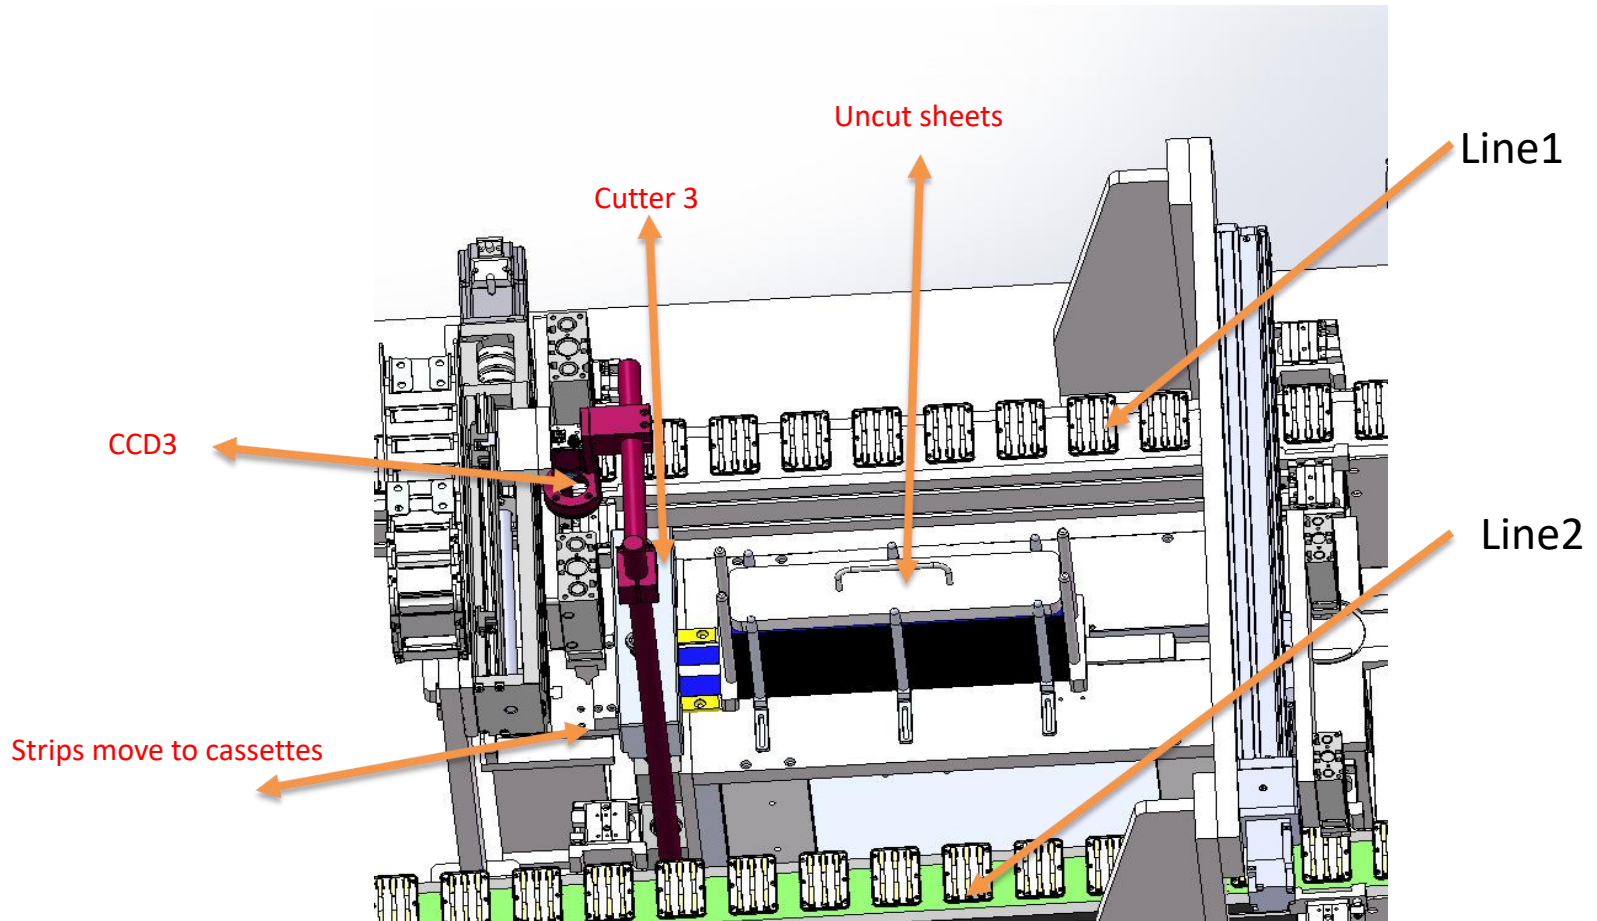 Uncut sheets
Line1
Cutter 3
CCD3
Line2
Strips move to cassettes